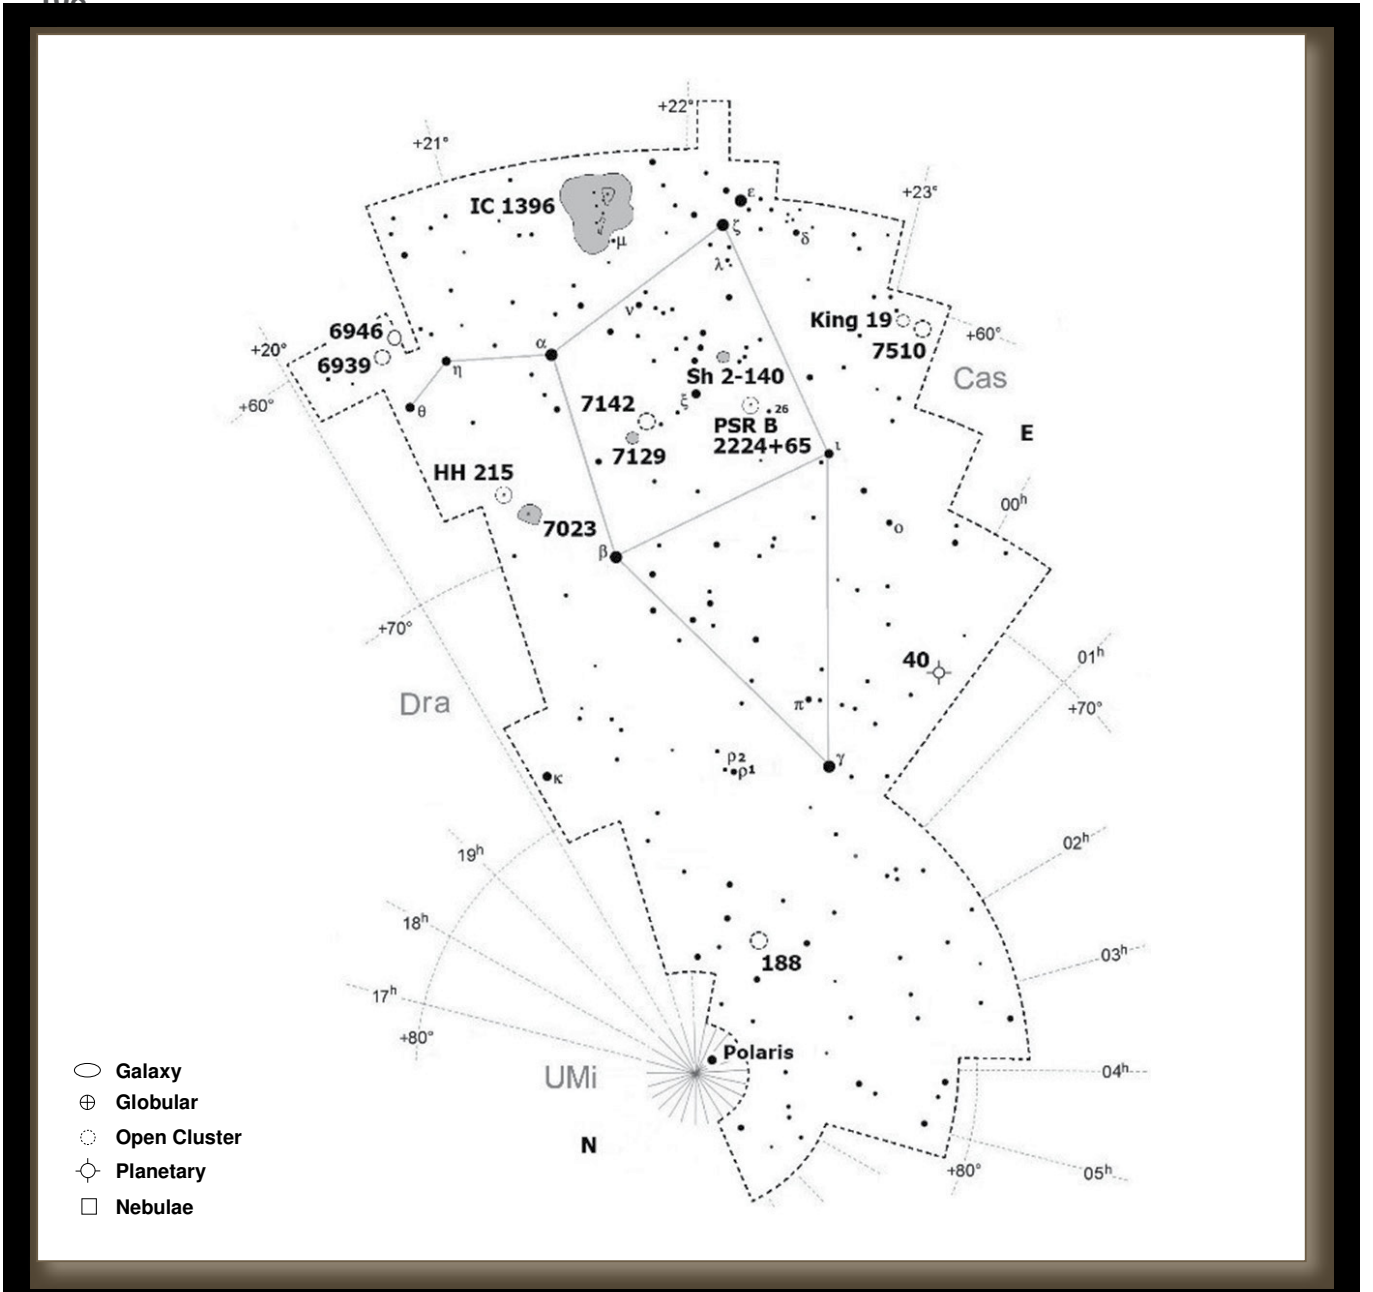 +22°
+21°
+23°
ε
IC 1396
ζ
δ
μ
λ
ν
King 19
6946
+60°
α
7510
+20°
6939
η
Sh 2-140
Cas
ξ
7142
26
+60°
θ
PSR B
2224+65
E
ι
7129
HH 215
00h
7023
ο
β
+70°
40
01h
Dra
π
+70°
ρ2
ρ1
γ
κ
02h
19h
18h
188
03h
17h
+80°
Polaris
UMi
04h
N
+80°
05h
Galaxy
Globular
Open Cluster
Planetary
Nebulae